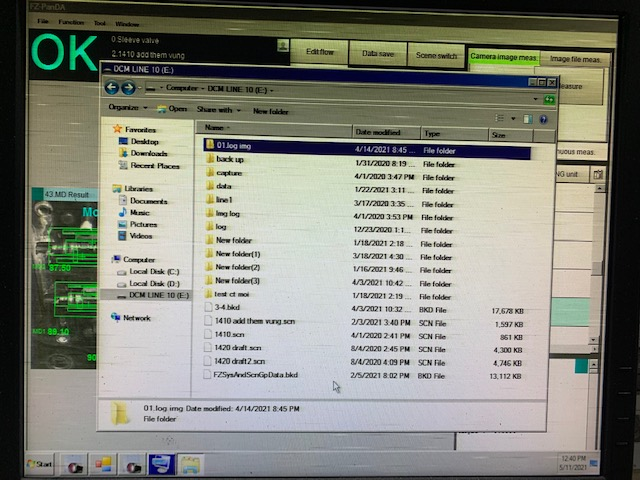 FZ-PanDA
File Function Tool Window
OK
0:Sleeve valve
2:1410 add them vung
Edit flow
Data save
Scene switch
Camera image meas.
Image file meas.
DCM LINE 10 (E:)
Computer DCM LINE 10 (E:)
Organize Open Share with New folder
Favorites
Desktop
Downloads
Recent Places
Libraries
Documents
Music
Pictures
Videos
Computer
Local Disk (C:)
Local Disk (D:)
DCM LINE 10 (E:)
Network
Name Date modified Type Size
01.log img 4/14/2021 8:45 ... File folder
back up 1/31/2020 8:19 ... File folder
capture 4/1/2020 3:47 PM File folder
data 1/22/2021 3:11 ... File folder
line1 3/17/2020 3:35 ... File folder
img log 4/1/2020 3:53 PM File folder
log 12/23/2020 1:1... File folder
New folder 1/18/2021 2:18 ... File folder
New folder(1) 3/18/2021 4:30 ... File folder
New folder(2) 1/16/2021 9:46 ... File folder
New folder(3) 4/3/2021 10:42 ... File folder
test ct moi 1/18/2021 2:19 ... File folder
3-4.bkd 4/3/2021 10:32 ... BKD File 17,678 KB
1410 add them vung.scn 2/3/2021 3:40 PM SCN File 1,597 KB
1410.scn 4/1/2020 2:41 PM SCN File 861 KB
1420 draft.scn 8/4/2020 2:45 PM SCN File 4,300 KB
1420 draft2.scn 8/4/2020 4:09 PM SCN File 4,746 KB
FZSysAndScnGpData.bkd 2/5/2021 8:02 PM BKD File 13,112 KB
01.log img Date modified: 4/14/2021 8:45 PM
File folder
easure
nuous meas.
NG unit
43.MD Result
Mo
97.50
89.10
90
Start
12:40 PM
5/11/2021